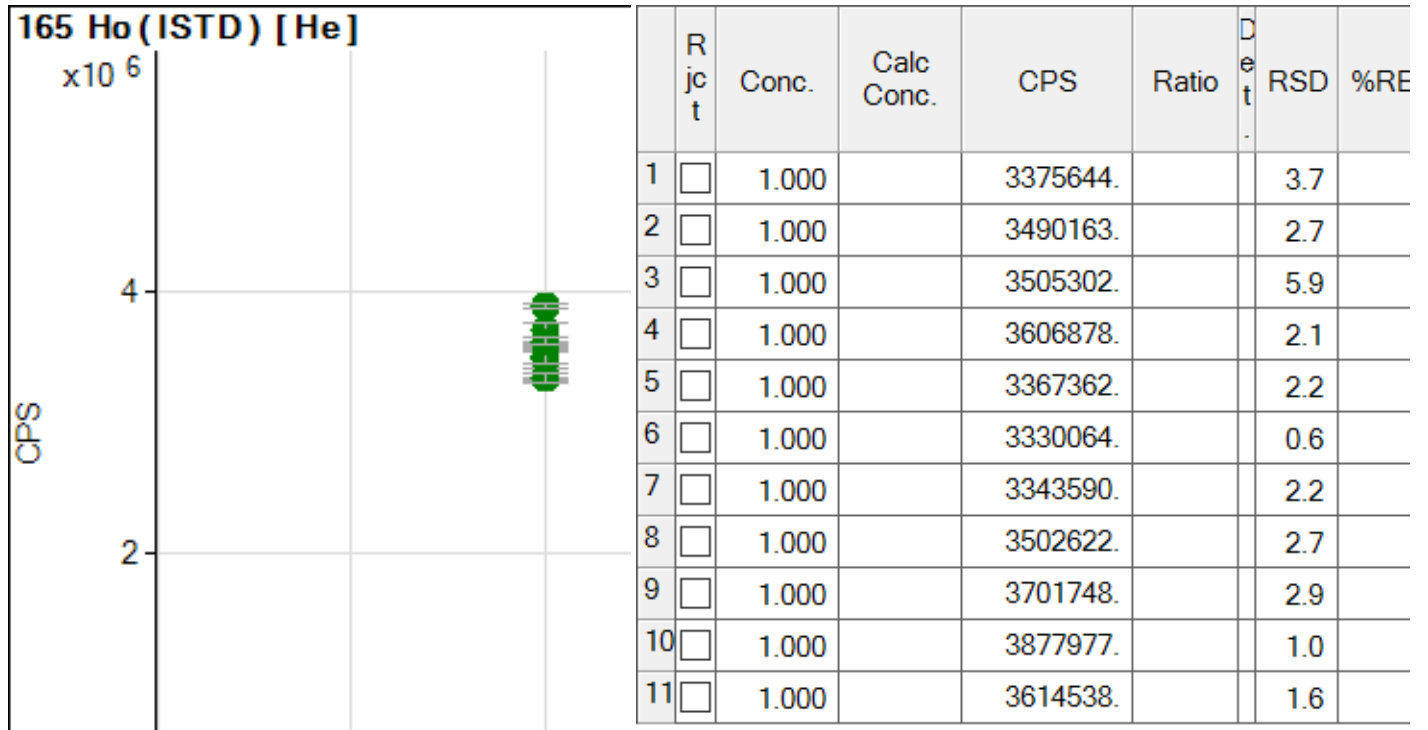 165 Ho ( ISTD ) [ He ]
x10 6
4
2
CPS
Rjct Conc. Calc Conc. CPS Ratio Det. RSD %RE
1 1.000 3375644. 3.7
2 1.000 3490163. 2.7
3 1.000 3505302. 5.9
4 1.000 3606878. 2.1
5 1.000 3367362. 2.2
6 1.000 3330064. 0.6
7 1.000 3343590. 2.2
8 1.000 3502622. 2.7
9 1.000 3701748. 2.9
10 1.000 3877977. 1.0
11 1.000 3614538. 1.6